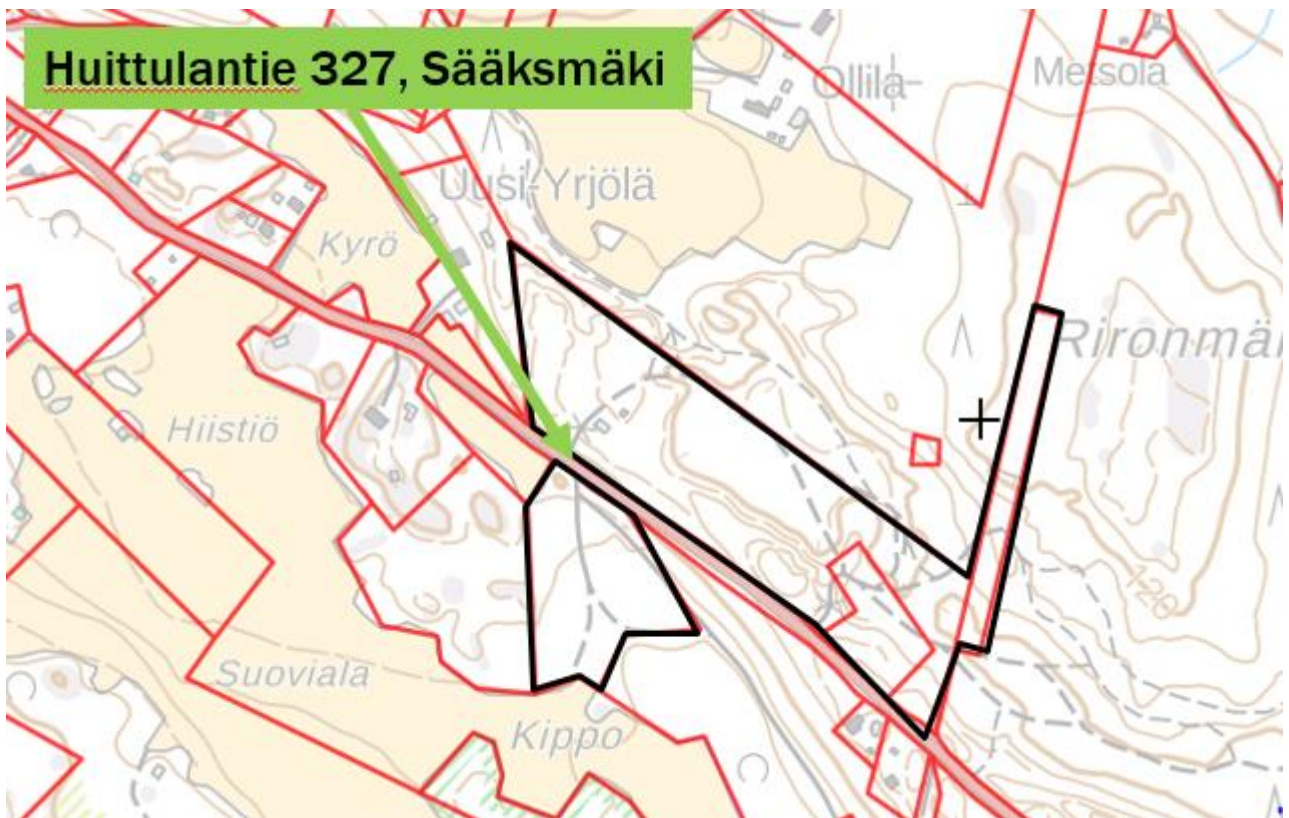 Huittulantie 327, Sääksmäki
Ollila
Metsola
Uusi-Yrjölä
Kyrö
Rironmä
Hiistiö
120
Suoviala
Kippo